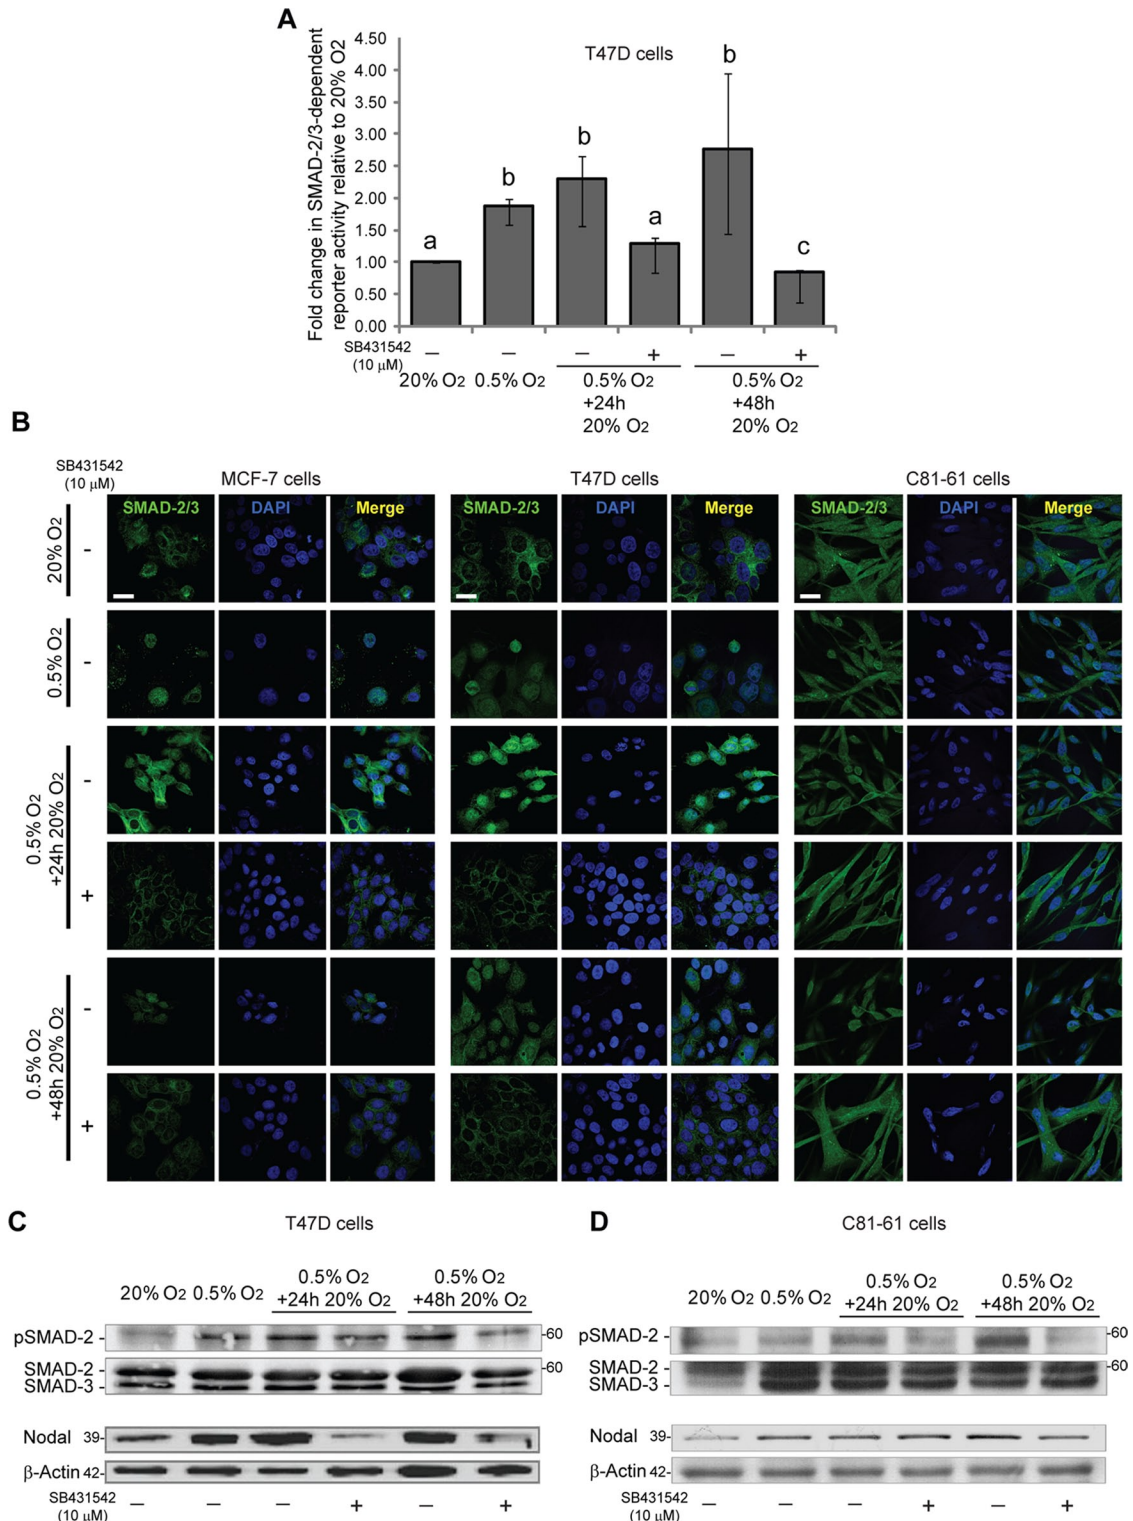 A
T47D cells
Fold change in SMAD-2/3-dependent
reporter activity relative to 20% O2
4.50
4.00
3.50
3.00
2.50
2.00
1.50
1.00
0.50
0.00
a
b
b
a
b
c
SB431542
(10 µM)
– – – + – +
20% O2 0.5% O2 0.5% O2 0.5% O2
+24h +48h
20% O2 20% O2
B
SB431542
(10 µM)
MCF-7 cells T47D cells C81-61 cells
SMAD-2/3 DAPI Merge SMAD-2/3 DAPI Merge SMAD-2/3 DAPI Merge
20% O2
-
0.5% O2
-
0.5% O2
+24h 20% O2
-
+
0.5% O2
+48h 20% O2
-
+
C
T47D cells
0.5% O2 0.5% O2
20% O2 0.5% O2 +24h 20% O2 +48h 20% O2
pSMAD-2 - -60
SMAD-2 - -60
SMAD-3 -
Nodal 39-
β-Actin 42-
SB431542
(10 µM)
– – – + – +
D
C81-61 cells
0.5% O2 0.5% O2
20% O2 0.5% O2 +24h 20% O2 +48h 20% O2
pSMAD-2 - -60
SMAD-2 - -60
SMAD-3 -
Nodal 39-
β-Actin 42-
SB431542
(10 µM)
– – – + – +